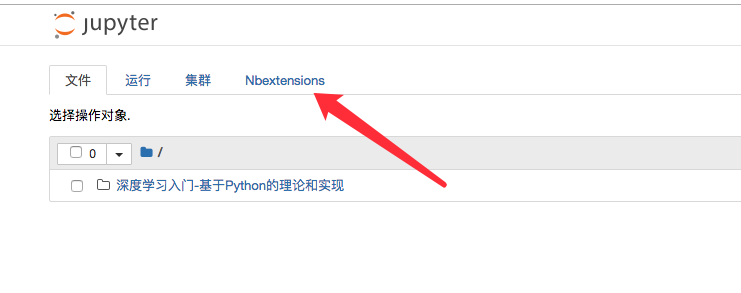 jupyter
文件 运行 集群 Nbextensions
选择操作对象.
0 /
深度学习入门-基于Python的理论和实现